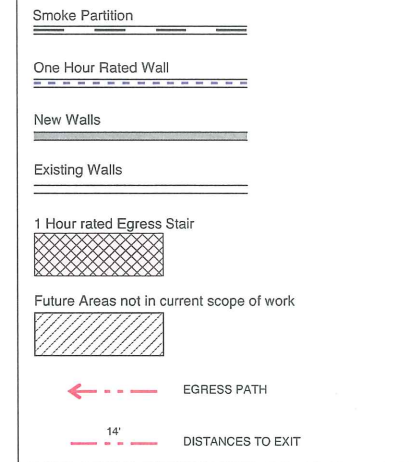 Smoke Partition
One Hour Rated Wall
New Walls
Existing Walls
1 Hour rated Egress Stair
Future Areas not in current scope of work
EGRESS PATH
14'
DISTANCES TO EXIT